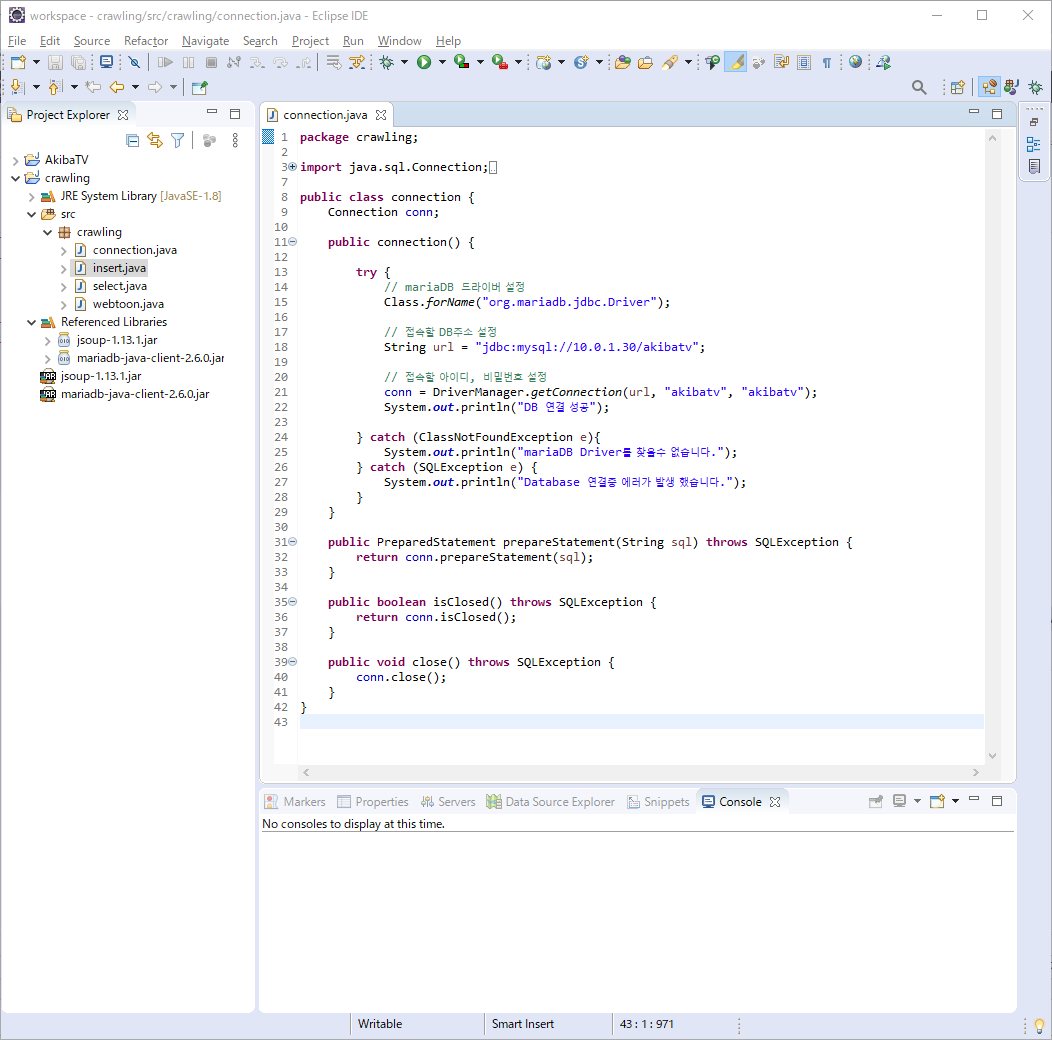 workspace - crawling/src/crawling/connection.java - Eclipse IDE
File Edit Source Refactor Navigate Search Project Run Window Help
Project Explorer
AkibaTV
crawling
JRE System Library [JavaSE-1.8]
src
crawling
connection.java
insert.java
select.java
webtoon.java
Referenced Libraries
jsoup-1.13.1.jar
mariadb-java-client-2.6.0.jar
jsoup-1.13.1.jar
mariadb-java-client-2.6.0.jar
connection.java
1 package crawling;
2
3 import java.sql.Connection;
7
8 public class connection {
9 Connection conn;
10
11 public connection() {
12
13 try {
14 // mariaDB 드라이버 설정
15 Class.forName("org.mariadb.jdbc.Driver");
16
17 // 접속할 DB주소 설정
18 String url = "jdbc:mysql://10.0.1.30/akibatv";
19
20 // 접속할 아이디, 비밀번호 설정
21 conn = DriverManager.getConnection(url, "akibatv", "akibatv");
22 System.out.println("DB 연결 성공");
23
24 } catch (ClassNotFoundException e){
25 System.out.println("mariaDB Driver를 찾을수 없습니다.");
26 } catch (SQLException e) {
27 System.out.println("Database 연결중 에러가 발생 했습니다.");
28 }
29 }
30
31 public PreparedStatement prepareStatement(String sql) throws SQLException {
32 return conn.prepareStatement(sql);
33 }
34
35 public boolean isClosed() throws SQLException {
36 return conn.isClosed();
37 }
38
39 public void close() throws SQLException {
40 conn.close();
41 }
42 }
43
Markers Properties Servers Data Source Explorer Snippets Console
No consoles to display at this time.
Writable Smart Insert 43 : 1 : 971